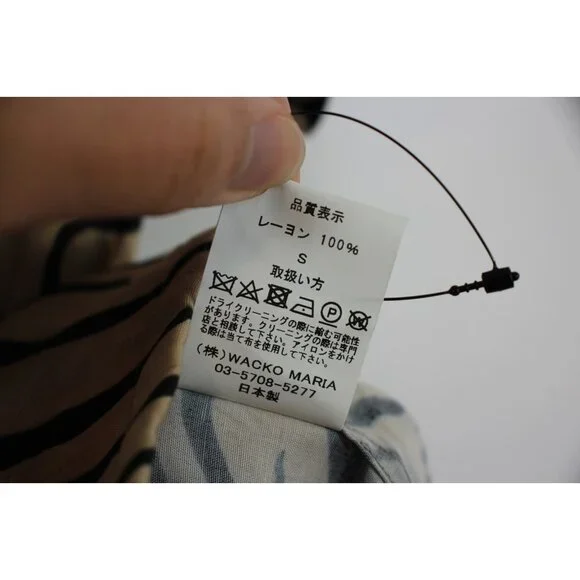 品質表示
レーヨン 100%
S
取扱い方
ドライクリーニングの際に縮む可能性
があります。クリーニングの際は専門
店と相談して下さい。アイロンをかけ
る際は当て布を使用して下さい。
(株) WACKO MARIA
03-5708-5277
日本製